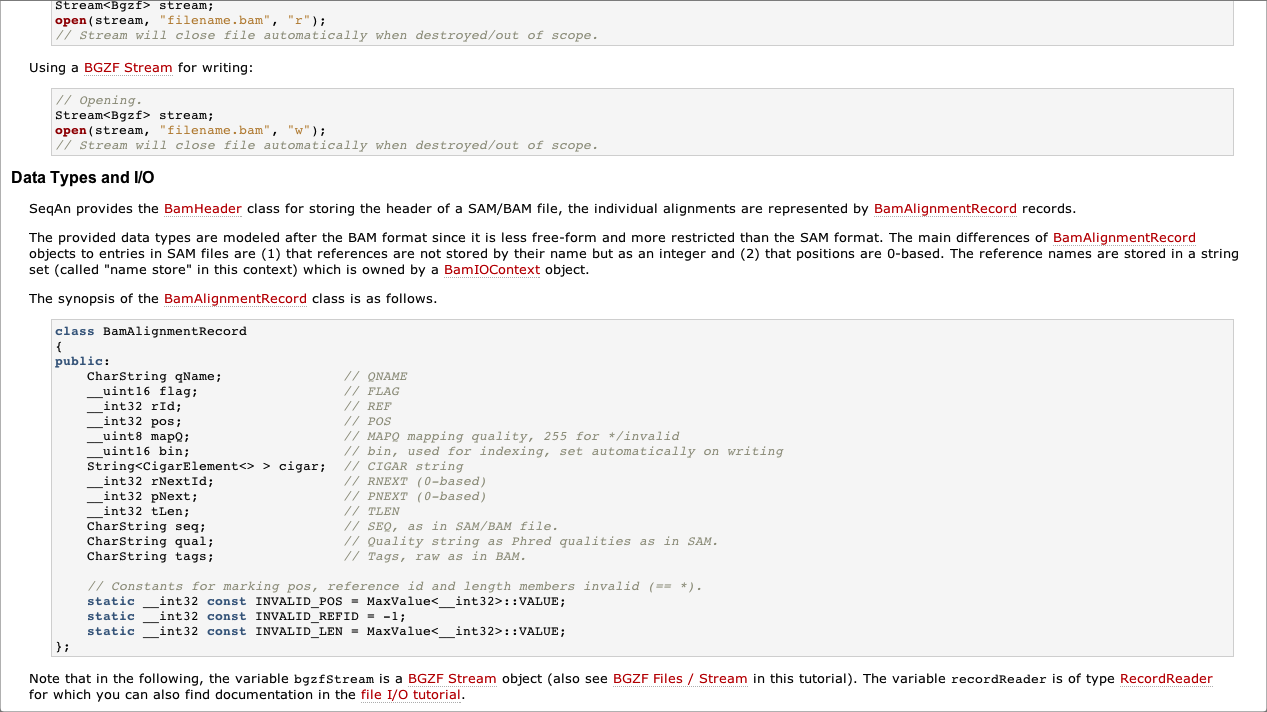 Stream<Bgzf> stream;
open(stream, "filename.bam", "r");
// Stream will close file automatically when destroyed/out of scope.
Using a BGZF Stream for writing:
// Opening.
Stream<Bgzf> stream;
open(stream, "filename.bam", "w");
// Stream will close file automatically when destroyed/out of scope.
Data Types and I/O
SeqAn provides the BamHeader class for storing the header of a SAM/BAM file, the individual alignments are represented by BamAlignmentRecord records.
The provided data types are modeled after the BAM format since it is less free-form and more restricted than the SAM format. The main differences of BamAlignmentRecord
objects to entries in SAM files are (1) that references are not stored by their name but as an integer and (2) that positions are 0-based. The reference names are stored in a string
set (called "name store" in this context) which is owned by a BamIOContext object.
The synopsis of the BamAlignmentRecord class is as follows.
class BamAlignmentRecord
{
public:
    CharString qName;               // QNAME
    __uint16 flag;                  // FLAG
    __int32 rId;                    // REF
    __int32 pos;                    // POS
    __uint8 mapQ;                   // MAPQ mapping quality, 255 for */invalid
    __uint16 bin;                   // bin, used for indexing, set automatically on writing
    String<CigarElement<> > cigar;  // CIGAR string
    __int32 rNextId;                // RNEXT (0-based)
    __int32 pNext;                  // PNEXT (0-based)
    __int32 tLen;                   // TLEN
    CharString seq;                 // SEQ, as in SAM/BAM file.
    CharString qual;                // Quality string as Phred qualities as in SAM.
    CharString tags;                // Tags, raw as in BAM.
    // Constants for marking pos, reference id and length members invalid (== *).
    static __int32 const INVALID_POS = MaxValue<__int32>::VALUE;
    static __int32 const INVALID_REFID = -1;
    static __int32 const INVALID_LEN = MaxValue<__int32>::VALUE;
};
Note that in the following, the variable bgzfStream is a BGZF Stream object (also see BGZF Files / Stream in this tutorial). The variable recordReader is of type RecordReader
for which you can also find documentation in the file I/O tutorial.